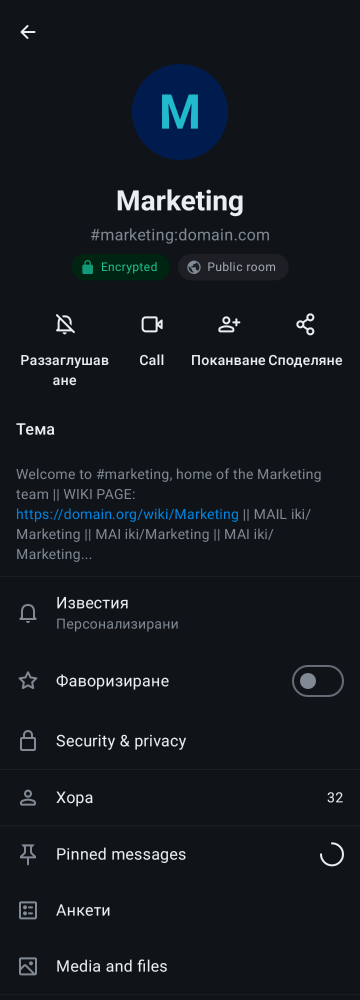 M
Marketing
#marketing:domain.com
Encrypted
Public room
Раззаглушав
ане
Call
Поканване
Споделяне
Тема
Welcome to #marketing, home of the Marketing
team || WIKI PAGE:
https://domain.org/wiki/Marketing || MAIL iki/
Marketing || MAI iki/Marketing || MAI iki/
Marketing...
Известия
Персонализирани
Фаворизиране
Security & privacy
Хора
32
Pinned messages
Анкети
Media and files